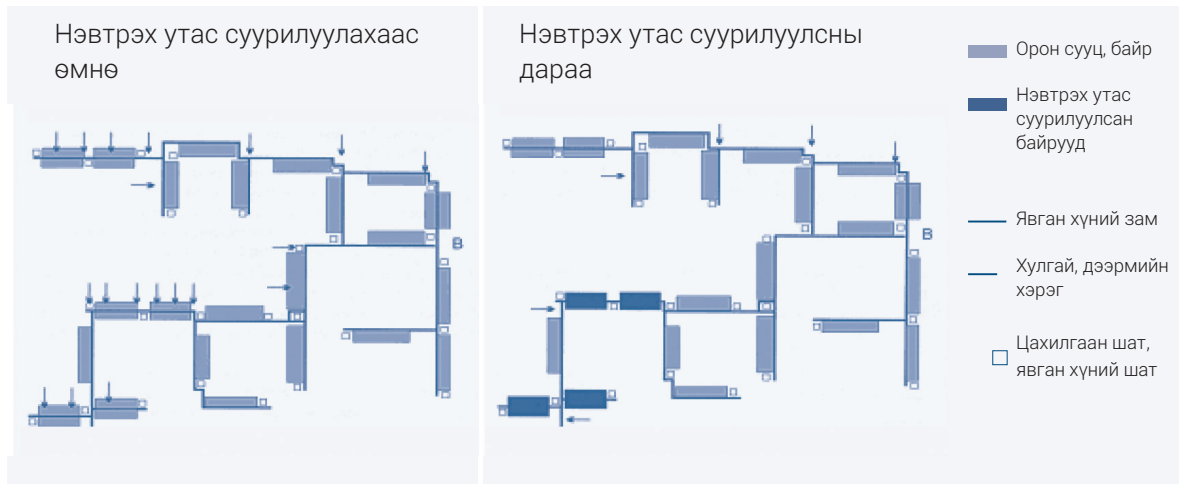 Нэвтрэх утас суурилуулахаас
өмнө
Нэвтрэх утас суурилуулсны
дараа
Орон сууц, байр
Нэвтрэх утас
суурилуулсан
байрууд
Явган хүний зам
Хулгай, дээрмийн
хэрэг
Цахилгаан шат,
явган хүний шат
B
B